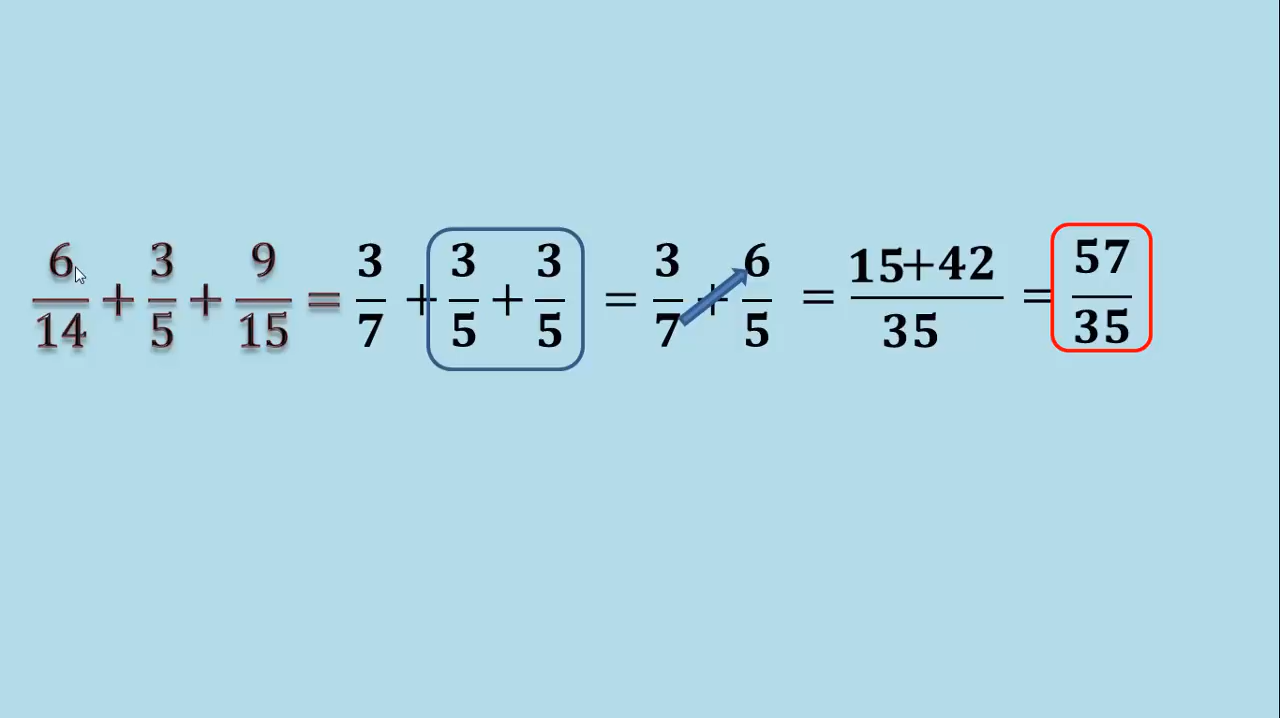 6/14 + 3/5 + 9/15 = 3/7 + 3/5 + 3/5 = 3/7 + 6/5 = 15+42/35 = 57/35